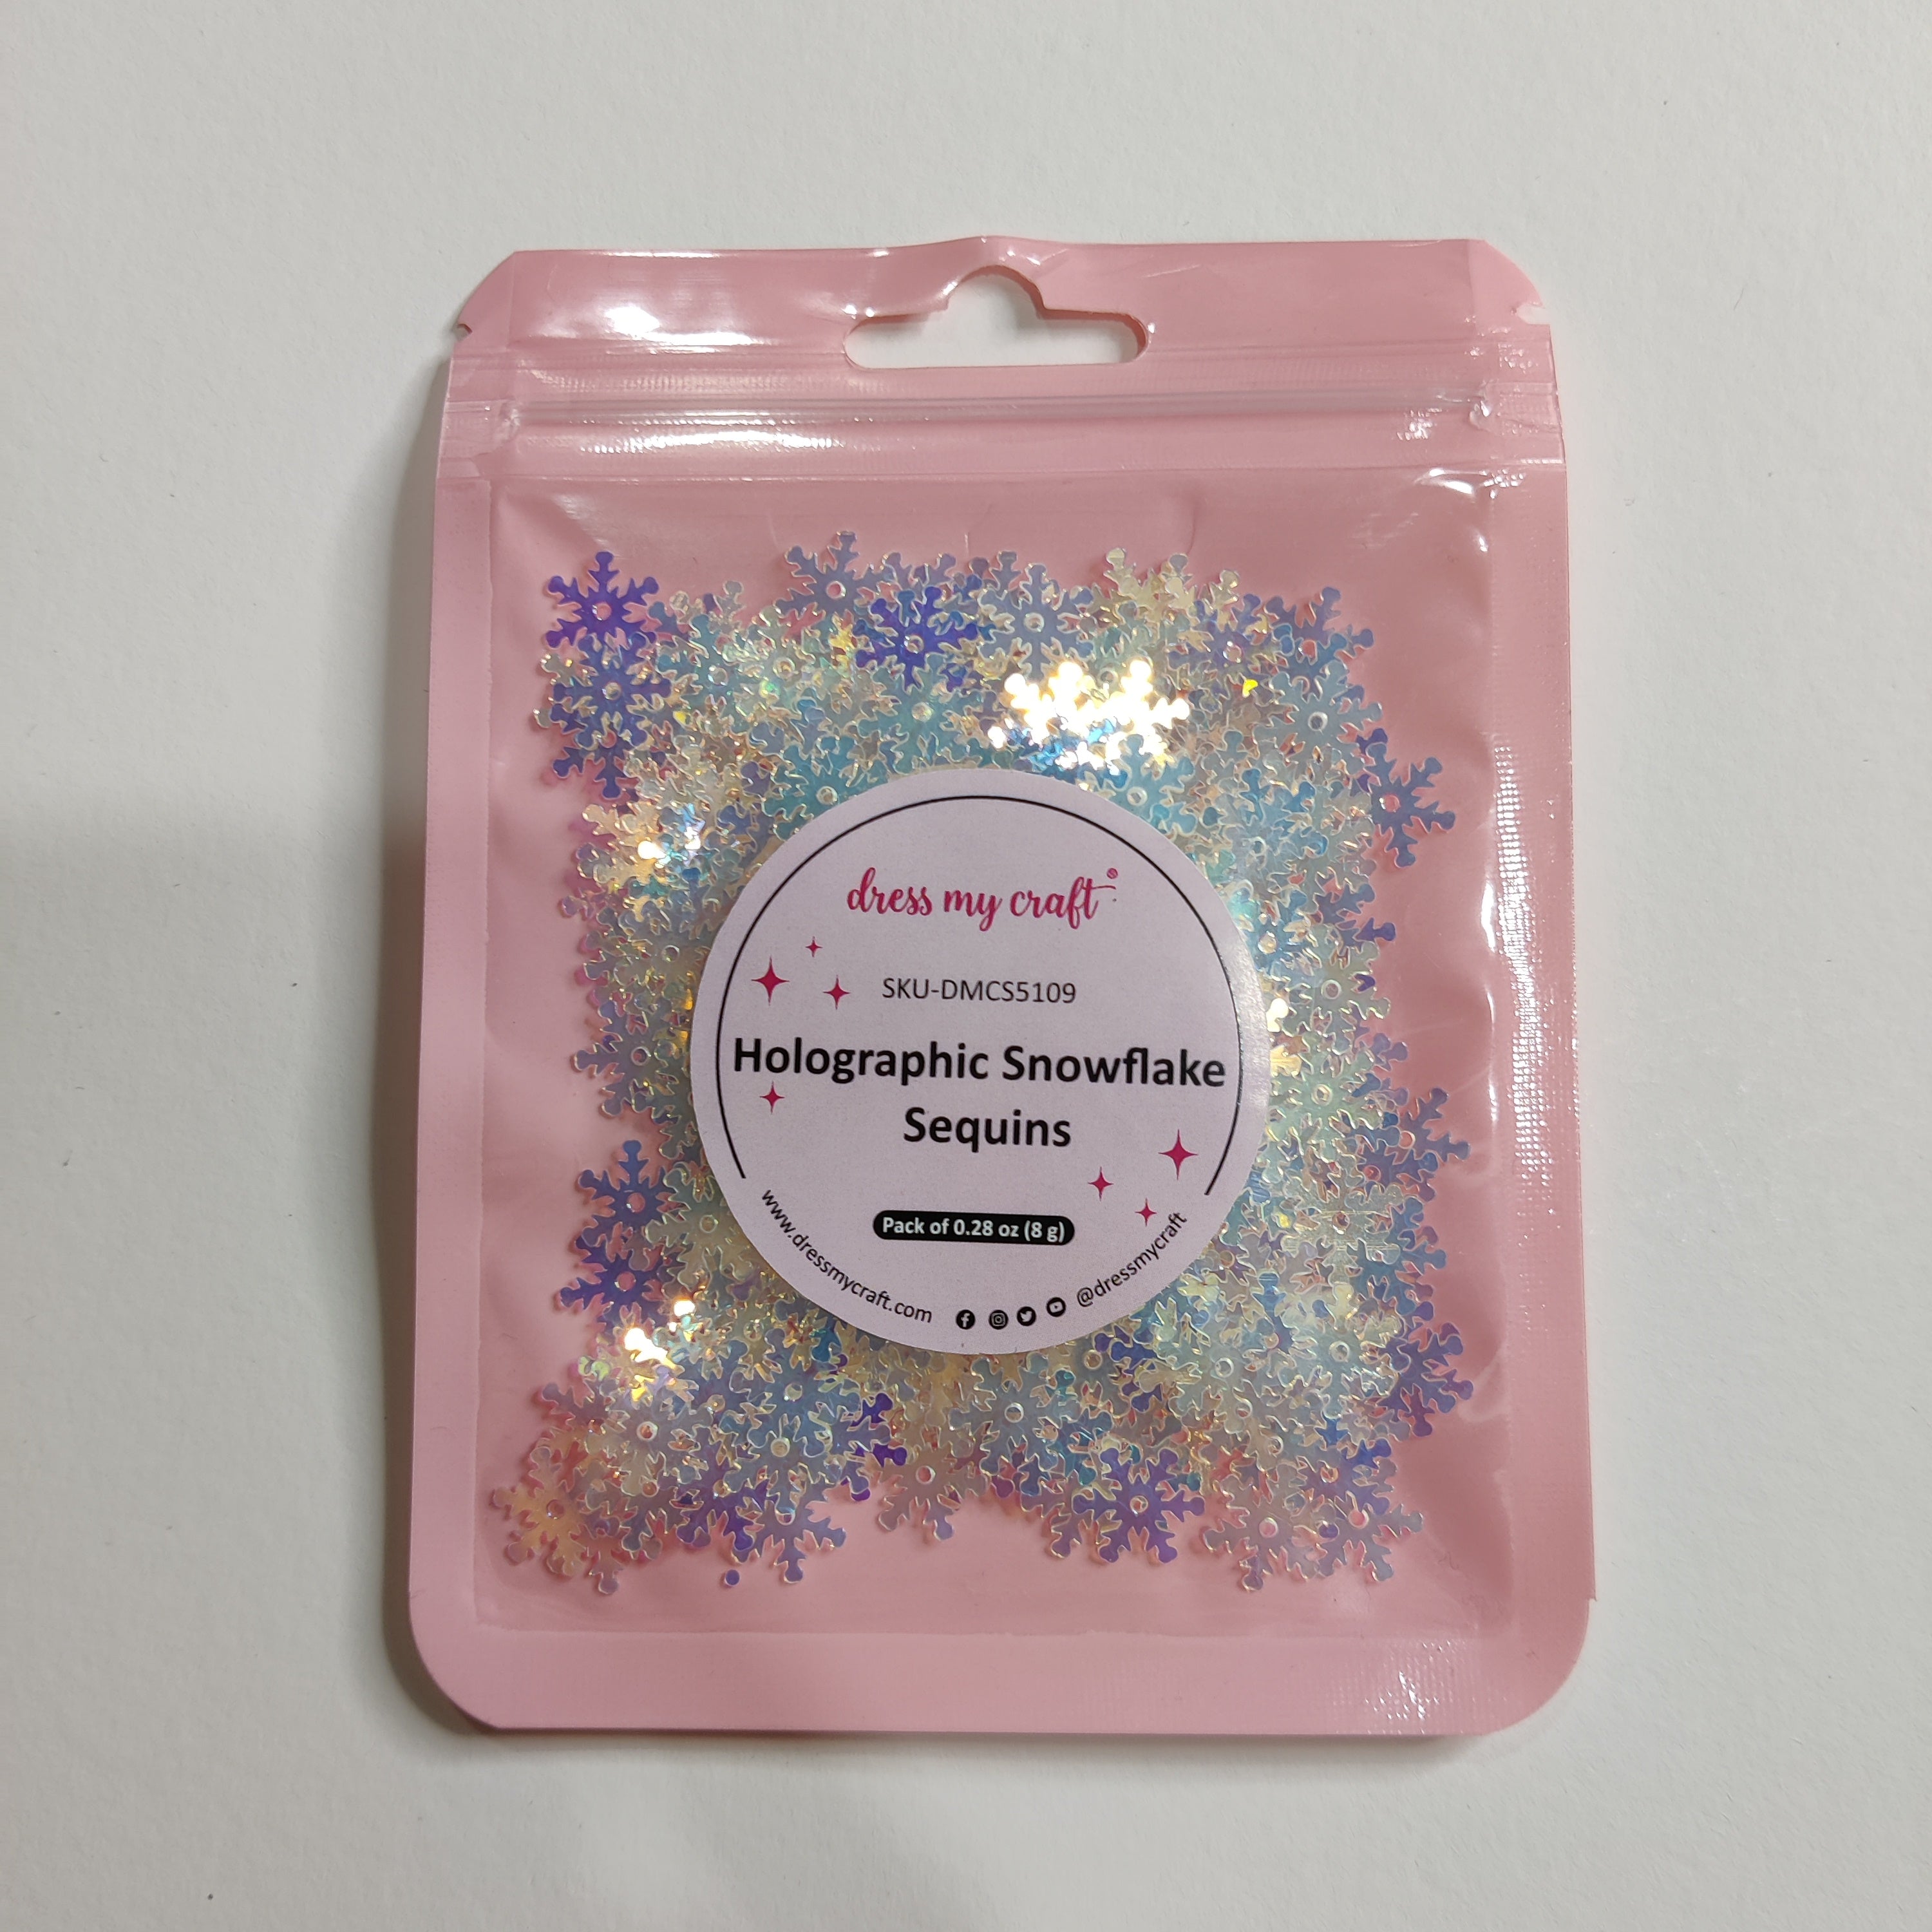 dress my craft®
SKU-DMCS5109
Holographic Snowflake
Sequins
Pack of 0.28 oz (8 g)
www.dressmycraft.com
@dressmycraft